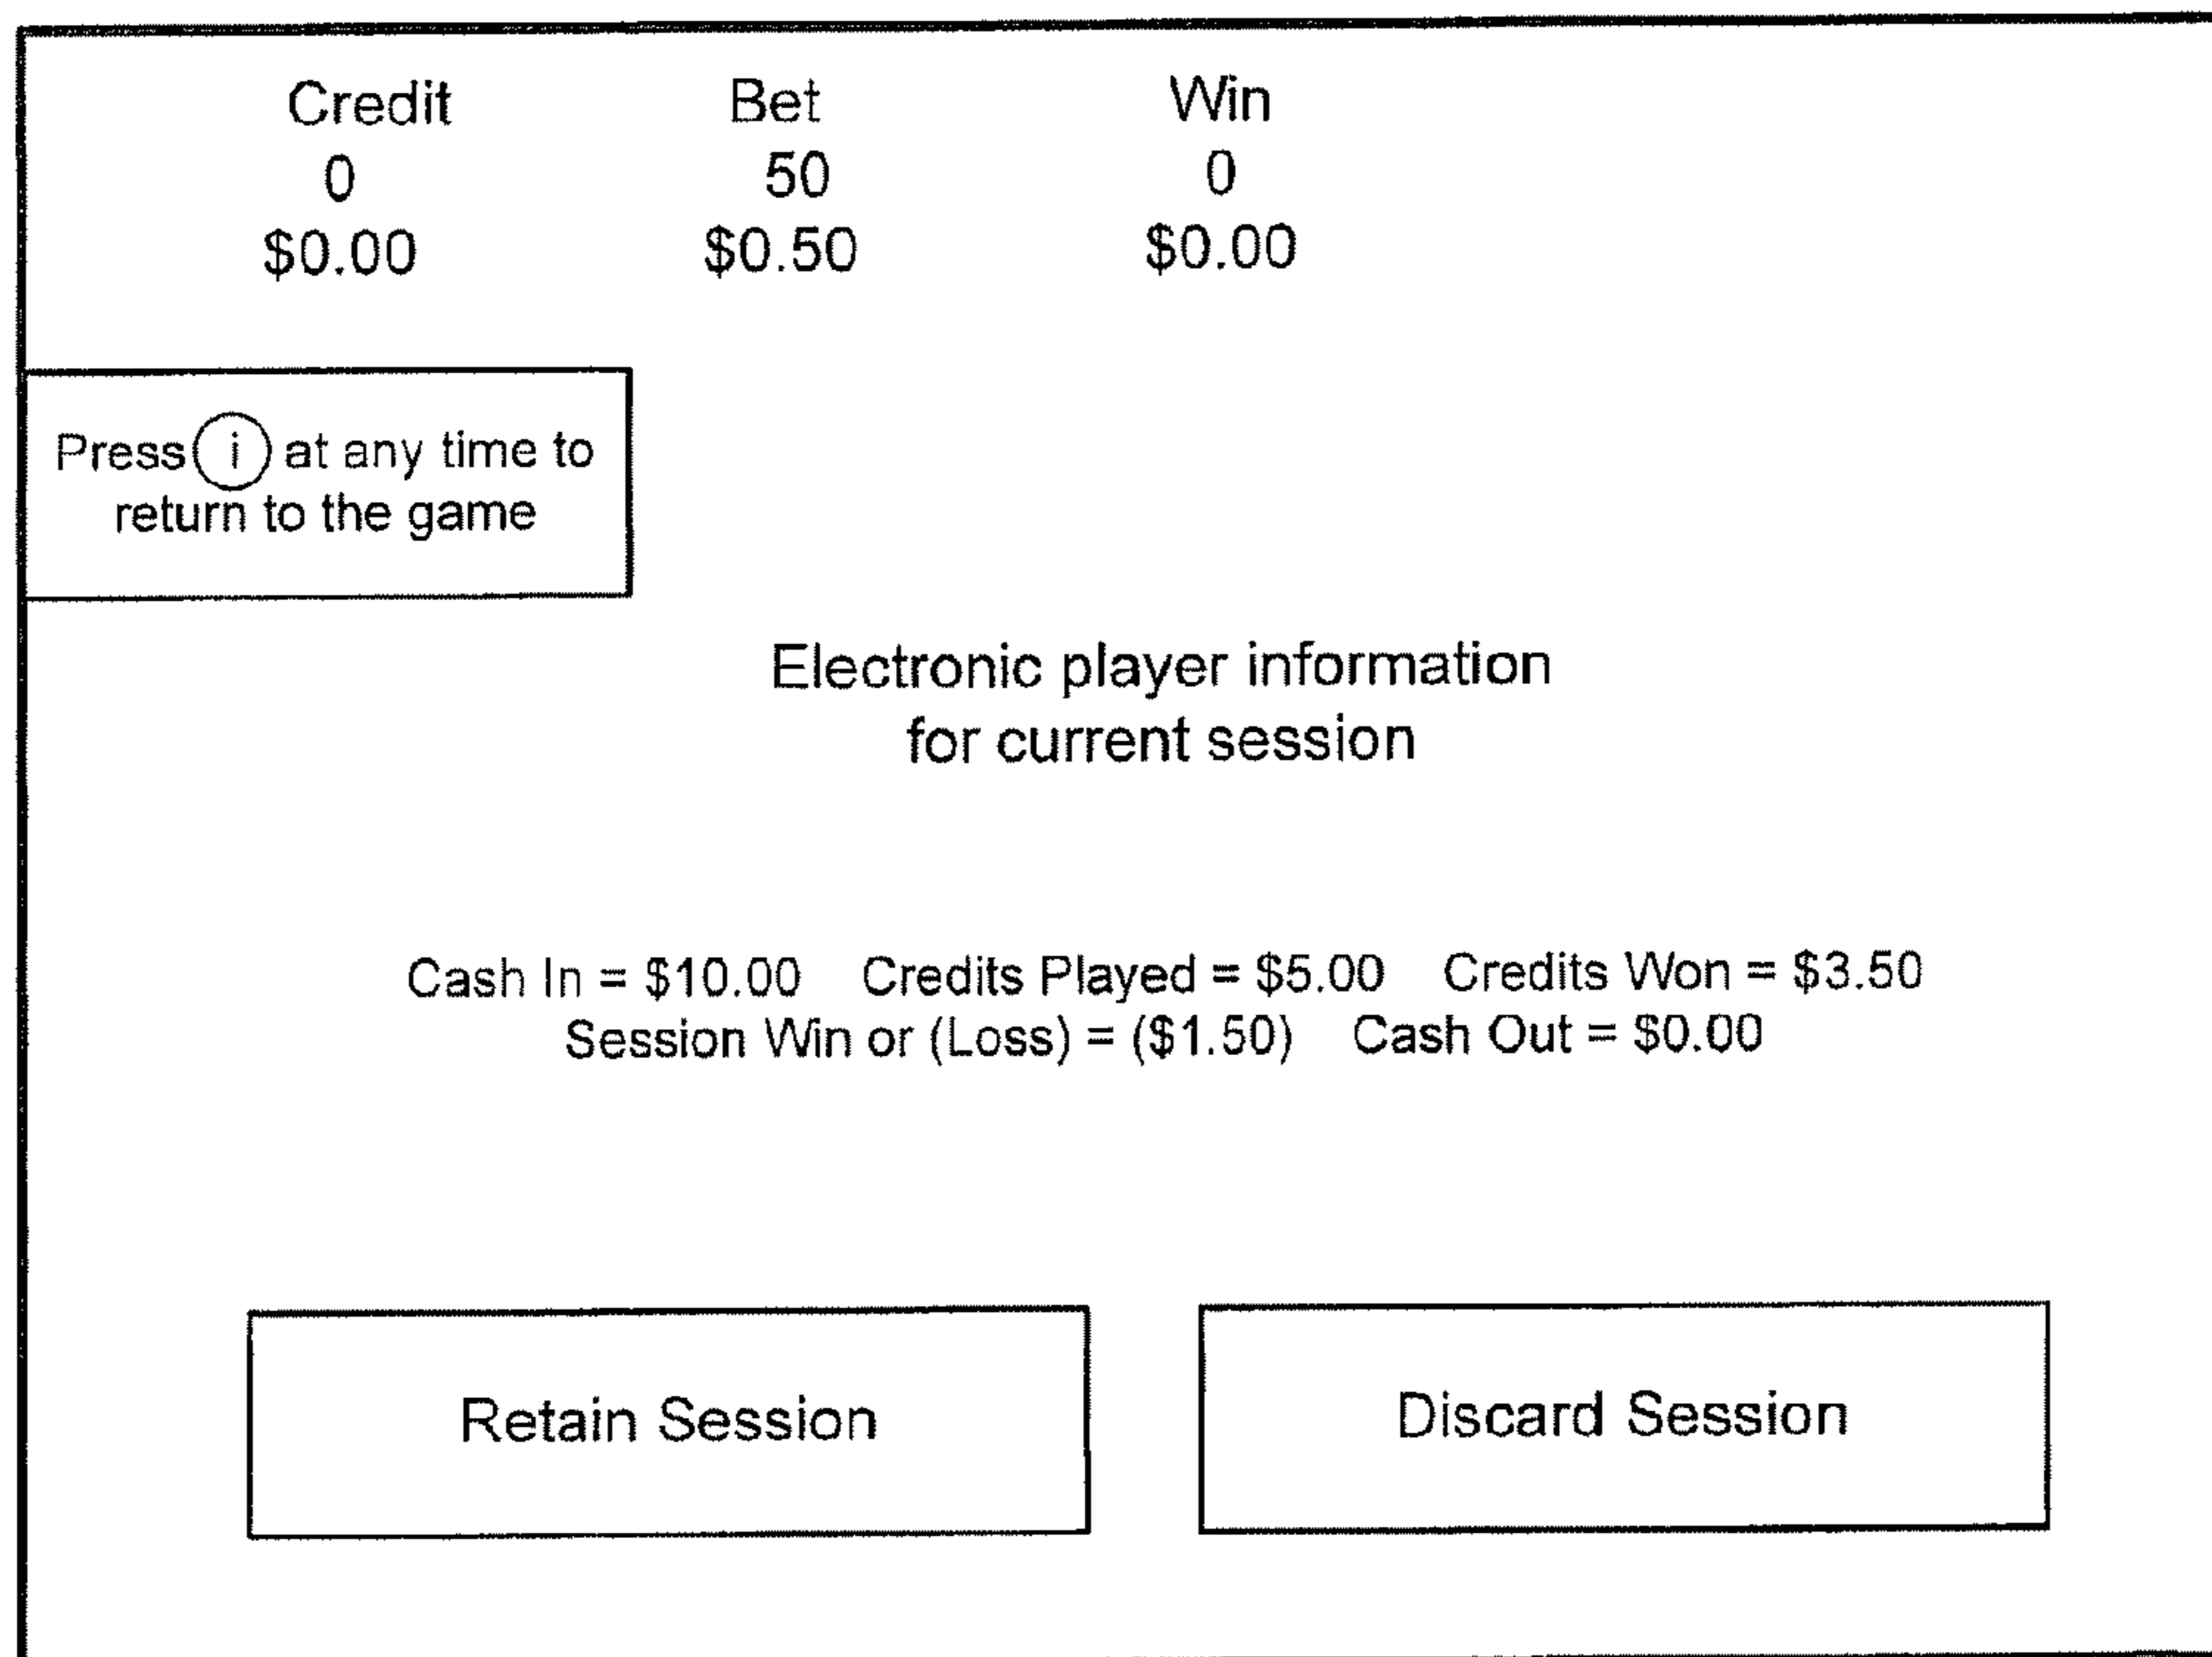 Credit Bet Win
0 50 0
$0.00 $0.50 $0.00
Press i at any time to
return to the game
Electronic player information
for current session
Cash In = $10.00 Credits Played = $5.00 Credits Won = $3.50
Session Win or (Loss) = ($1.50) Cash Out = $0.00
Retain Session Discard Session